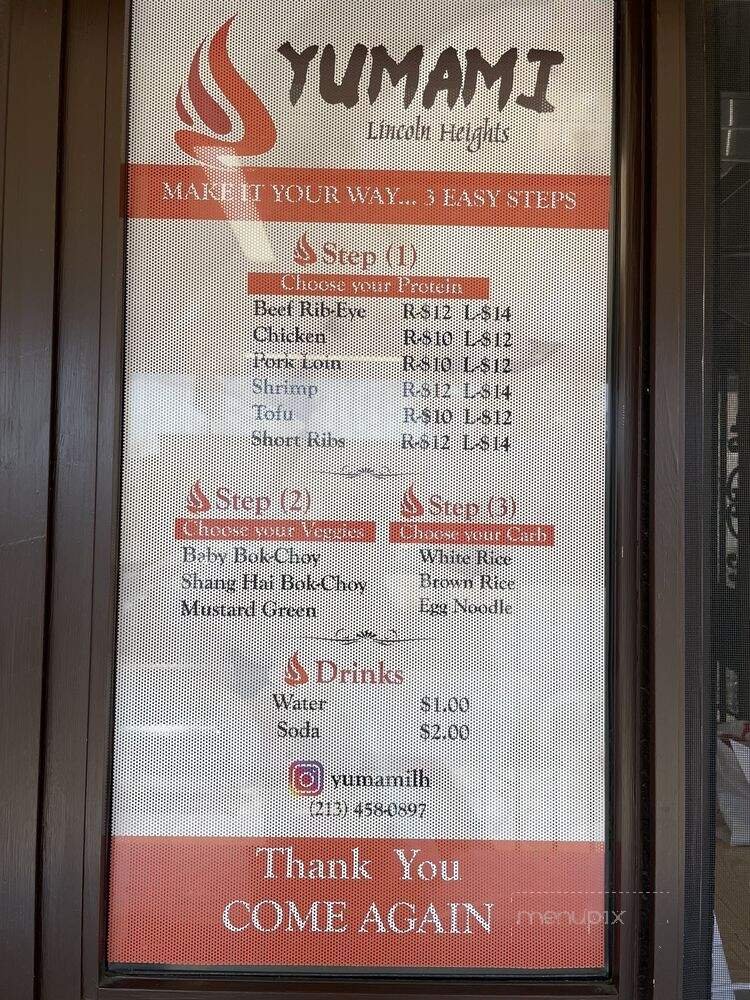 YUMAMI
Lincoln Heights
MAKE IT YOUR WAY... 3 EASY STEPS
Step (1)
Choose your Protein
Beef Rib-Eye R-$12 L-$14
Chicken R-$10 L-$12
Pork Loin R-$10 L-$12
Shrimp R-$12 L-$14
Tofu R-$10 L-$12
Short Ribs R-$12 L-$14
Step (2)
Choose your Veggies
Baby Bok-Choy
Shang Hai Bok-Choy
Mustard Green
Step (3)
Choose your Carb
White Rice
Brown Rice
Egg Noodle
Drinks
Water $1.00
Soda $2.00
yumamilh
(213) 458-0897
Thank You
COME AGAIN
menupix